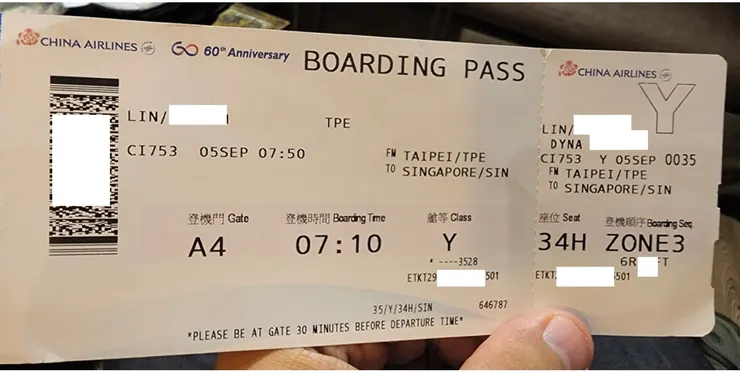 CHINA AIRLINES
60th Anniversary
BOARDING PASS
LIN/
TPE
CI753 05SEP 07:50
FM TAIPEI/TPE
TO SINGAPORE/SIN
登機門 Gate
登機時間 Boarding Time
艙等 Class
A4
07:10
Y
* ----3528
ETKT29
501
35/Y/34H/SIN
646787
*PLEASE BE AT GATE 30 MINUTES BEFORE DEPARTURE TIME*
CHINA AIRLINES
Y
LIN/
DYNA
CI753 Y 05SEP 0035
FM TAIPEI/TPE
TO SINGAPORE/SIN
座位 Seat
登機順序 Boarding Seq.
34H
ZONE3
ETKT
501